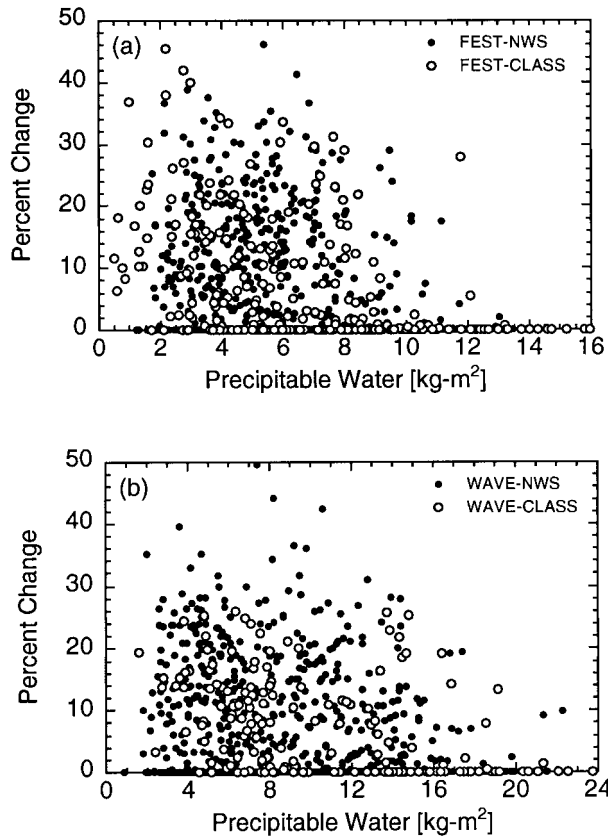 (a)
FEST-NWS
FEST-CLASS
Percent Change
50
40
30
20
10
0
0 2 4 6 8 10 12 14 16
Precipitable Water [kg-m²]
(b)
WAVE-NWS
WAVE-CLASS
Percent Change
50
40
30
20
10
0
0 4 8 12 16 20 24
Precipitable Water [kg-m²]